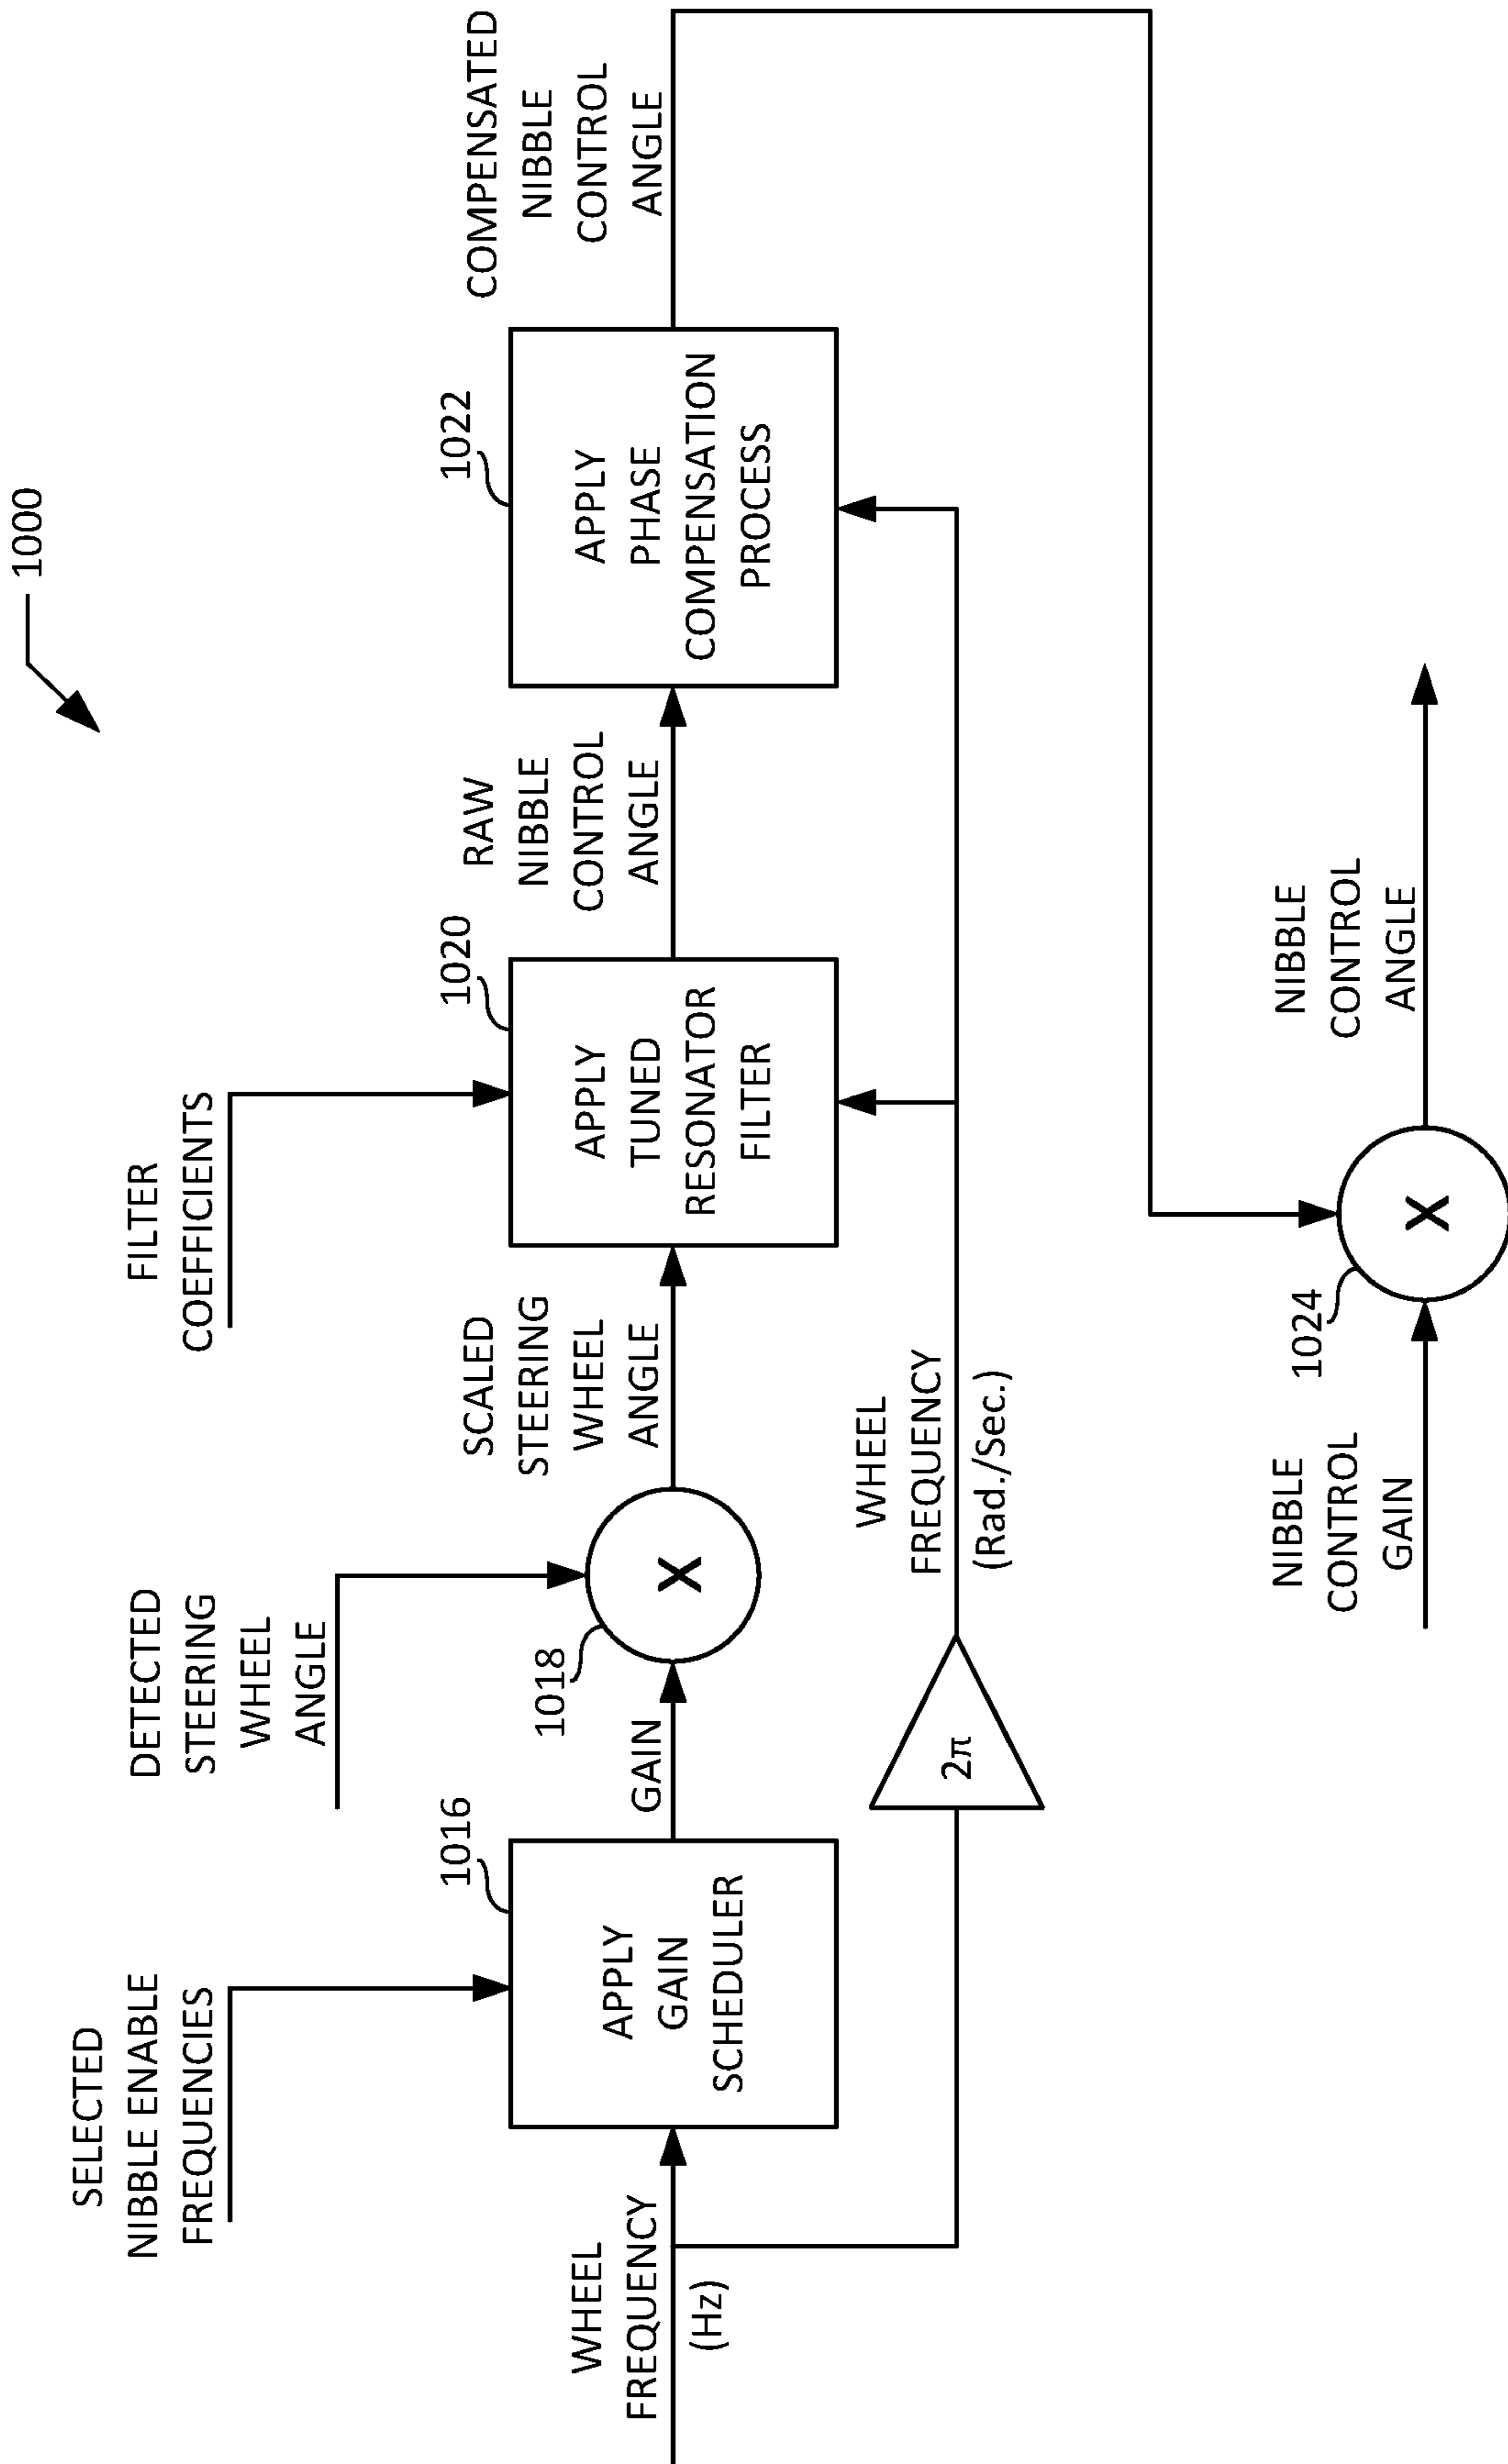 1000
SELECTED
NIBBLE ENABLE
FREQUENCIES
DETECTED
STEERING
WHEEL
ANGLE
FILTER
COEFFICIENTS
WHEEL
FREQUENCY
(Hz)
1016
APPLY
GAIN
SCHEDULER
GAIN
1018
X
SCALED
STEERING
WHEEL
ANGLE
1020
APPLY
TUNED
RESONATOR
FILTER
RAW
NIBBLE
CONTROL
ANGLE
1022
APPLY
PHASE
COMPENSATION
PROCESS
COMPENSATED
NIBBLE
CONTROL
ANGLE
2π
WHEEL
FREQUENCY
(Rad./Sec.)
NIBBLE
CONTROL
GAIN
1024
X
NIBBLE
CONTROL
ANGLE